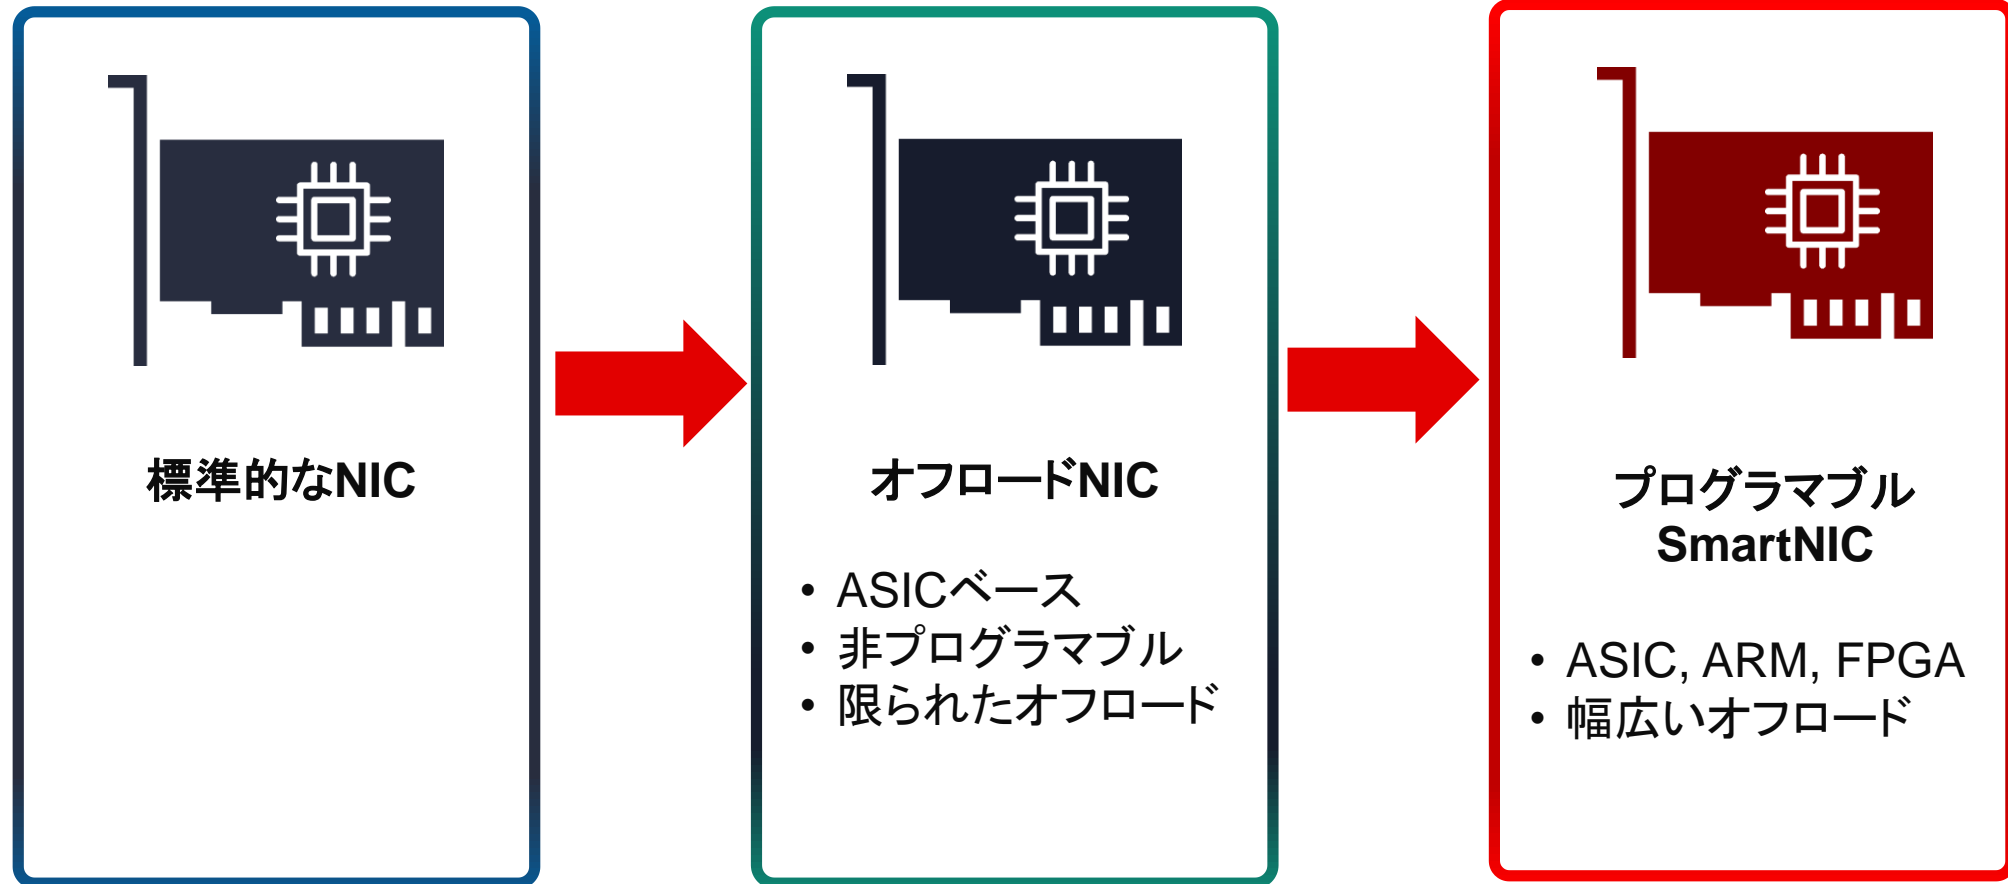 標準的なNIC
オフロードNIC
• ASICベース
• 非プログラマブル
• 限られたオフロード
プログラマブル
SmartNIC
• ASIC, ARM, FPGA
• 幅広いオフロード